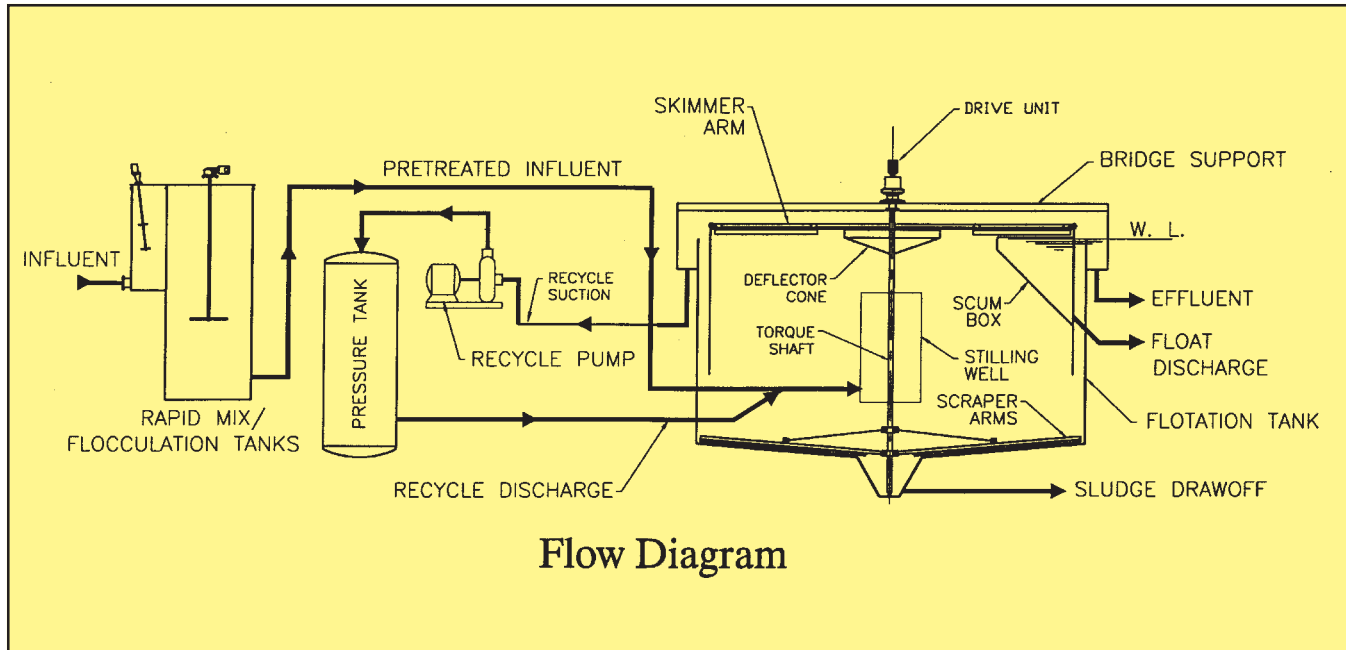 SKIMMER
ARM
DRIVE UNIT
BRIDGE SUPPORT
PRETREATED INFLUENT
W. L.
INFLUENT
PRESSURE TANK
RECYCLE
SUCTION
DEFLECTOR
CONE
SCUM
BOX
EFFLUENT
RECYCLE PUMP
TORQUE
SHAFT
STILLING
WELL
FLOAT
DISCHARGE
SCRAPER
ARMS
FLOTATION TANK
RAPID MIX/
FLOCCULATION TANKS
RECYCLE DISCHARGE
SLUDGE DRAWOFF
Flow Diagram